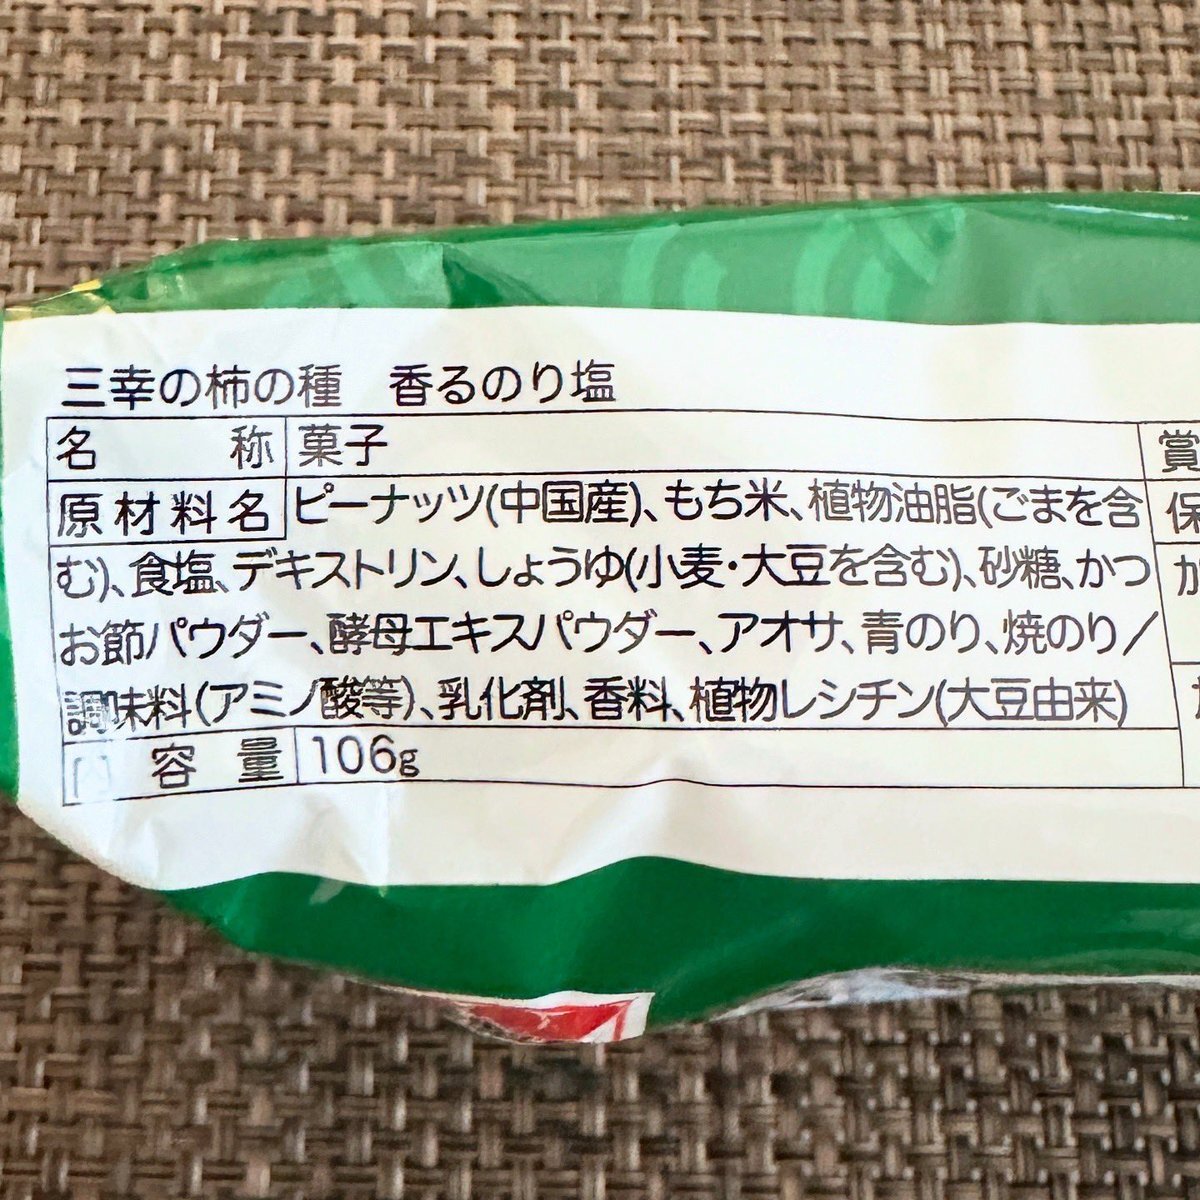 三幸の柿の種 香るのり塩
名称 菓子
賞
原材料名 ピーナッツ(中国産)、もち米、植物油脂(ごまを含
む)、食塩、デキストリン、しょうゆ(小麦・大豆を含む)、砂糖、かつ
お節パウダー、酵母エキスパウダー、アオサ、青のり、焼のり/
調味料(アミノ酸等)、乳化剤、香料、植物レシチン(大豆由来)
内容量 106g
保